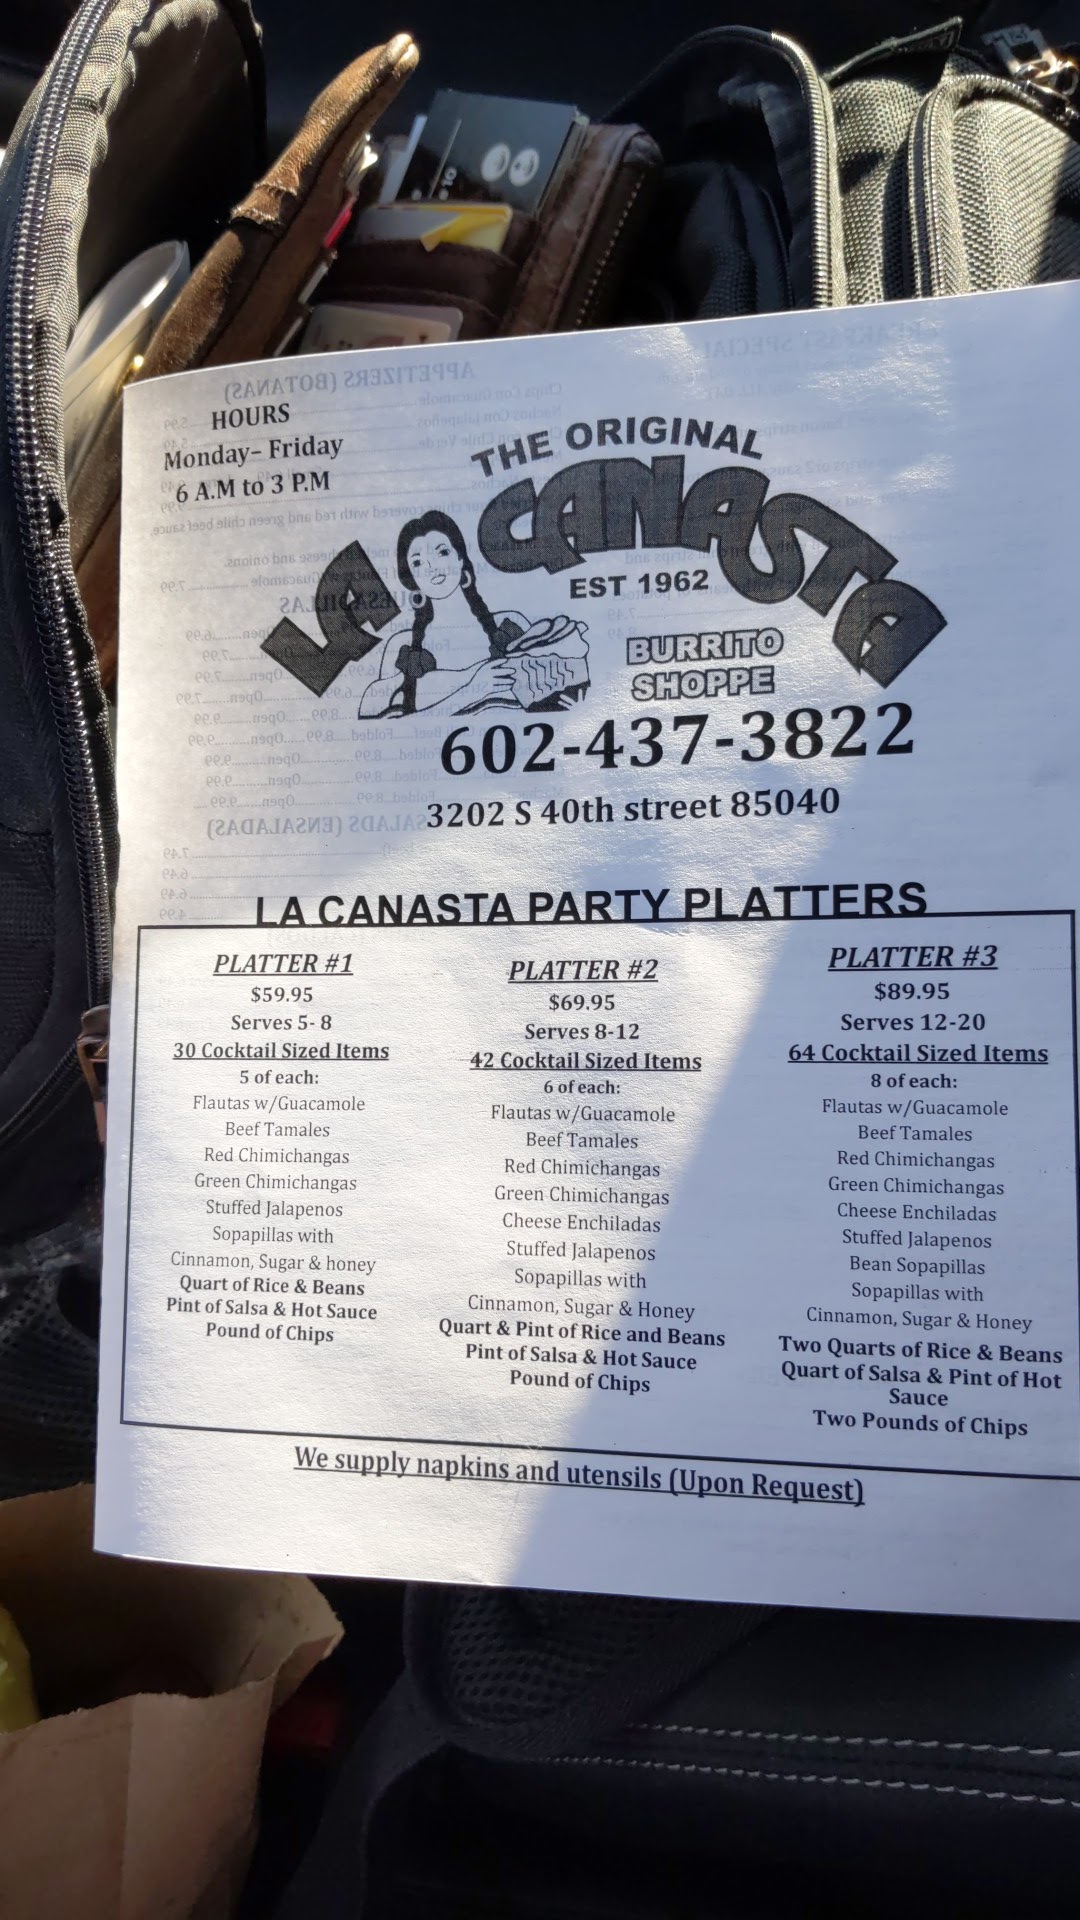 HOURS
Monday– Friday
6 A.M to 3 P.M
THE ORIGINAL
LA CANASTA
EST 1962
BURRITO
SHOPPE
602-437-3822
3202 S 40th street 85040
LA CANASTA PARTY PLATTERS
PLATTER #1
$59.95
Serves 5- 8
30 Cocktail Sized Items
5 of each:
Flautas w/Guacamole
Beef Tamales
Red Chimichangas
Green Chimichangas
Stuffed Jalapenos
Sopapillas with
Cinnamon, Sugar & honey
Quart of Rice & Beans
Pint of Salsa & Hot Sauce
Pound of Chips
PLATTER #2
$69.95
Serves 8-12
42 Cocktail Sized Items
6 of each:
Flautas w/Guacamole
Beef Tamales
Red Chimichangas
Green Chimichangas
Cheese Enchiladas
Stuffed Jalapenos
Sopapillas with
Cinnamon, Sugar & Honey
Quart & Pint of Rice and Beans
Pint of Salsa & Hot Sauce
Pound of Chips
PLATTER #3
$89.95
Serves 12-20
64 Cocktail Sized Items
8 of each:
Flautas w/Guacamole
Beef Tamales
Red Chimichangas
Green Chimichangas
Cheese Enchiladas
Stuffed Jalapenos
Bean Sopapillas
Sopapillas with
Cinnamon, Sugar & Honey
Two Quarts of Rice & Beans
Quart of Salsa & Pint of Hot
Sauce
Two Pounds of Chips
We supply napkins and utensils (Upon Request)